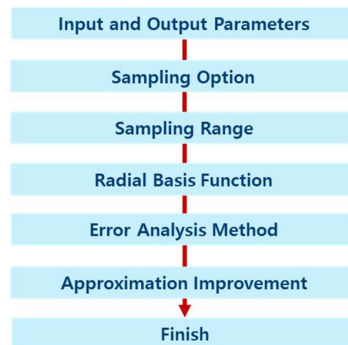 Input and Output Parameters
Sampling Option
Sampling Range
Radial Basis Function
Error Analysis Method
Approximation Improvement
Finish